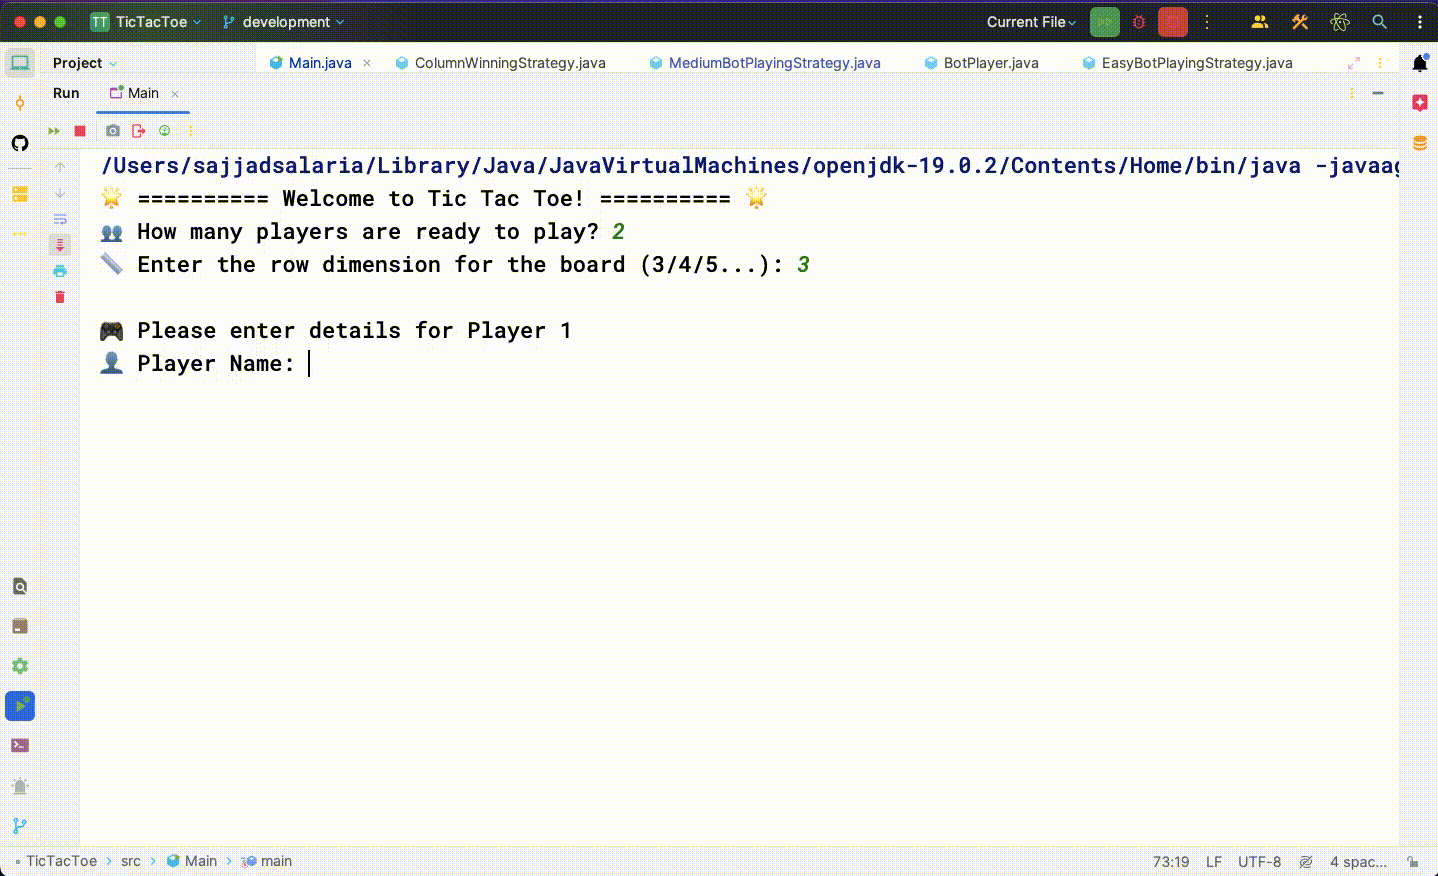 TT TicTacToe development Current File
Project Main.java ColumnWinningStrategy.java MediumBotPlayingStrategy.java BotPlayer.java EasyBotPlayingStrategy.java
Run Main
/Users/sajjadsalaria/Library/Java/JavaVirtualMachines/openjdk-19.0.2/Contents/Home/bin/java -javaag
🌟 ========== Welcome to Tic Tac Toe! ========== 🌟
👥 How many players are ready to play? 2
📏 Enter the row dimension for the board (3/4/5...): 3
🎮 Please enter details for Player 1
👤 Player Name:
TicTacToe > src > Main > main 73:19 LF UTF-8 4 spac...